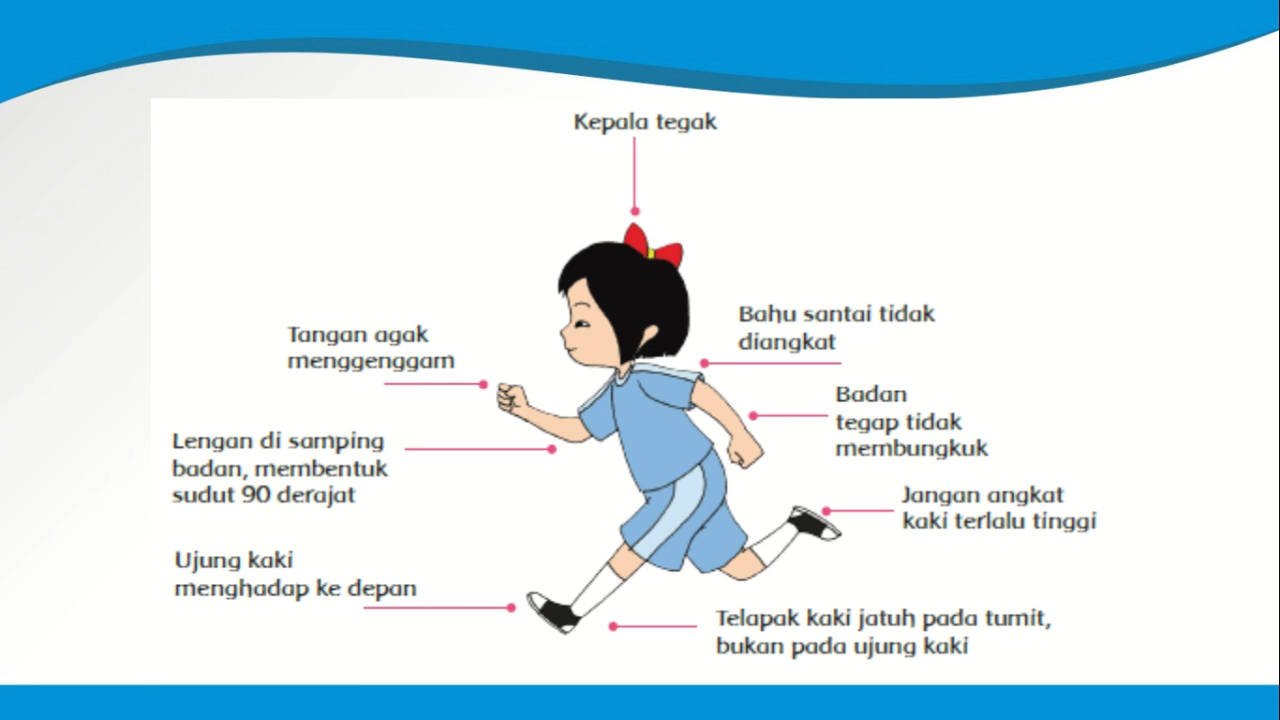 Kepala tegak
Tangan agak
menggenggam
Lengan di samping
badan, membentuk
sudut 90 derajat
Ujung kaki
menghadap ke depan
Bahu santai tidak
diangkat
Badan
tegap tidak
membungkuk
Jangan angkat
kaki terlalu tinggi
Telapak kaki jatuh pada tumit,
bukan pada ujung kaki